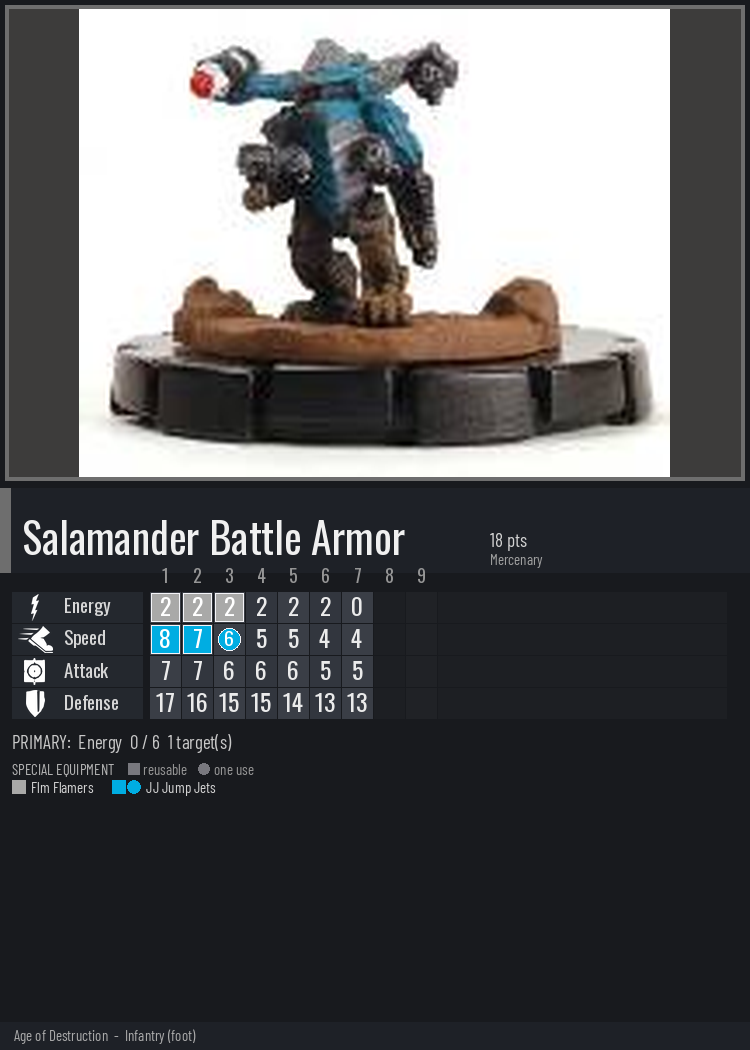 Salamander Battle Armor
18 pts
Mercenary
1 2 3 4 5 6 7 8 9
Energy 2 2 2 2 2 2 0
Speed 8 7 6 5 5 4 4
Attack 7 7 6 6 6 5 5
Defense 17 16 15 15 14 13 13
PRIMARY: Energy 0 / 6 1 target(s)
SPECIAL EQUIPMENT reusable one use
Flm Flamers JJ Jump Jets
Age of Destruction - Infantry (foot)